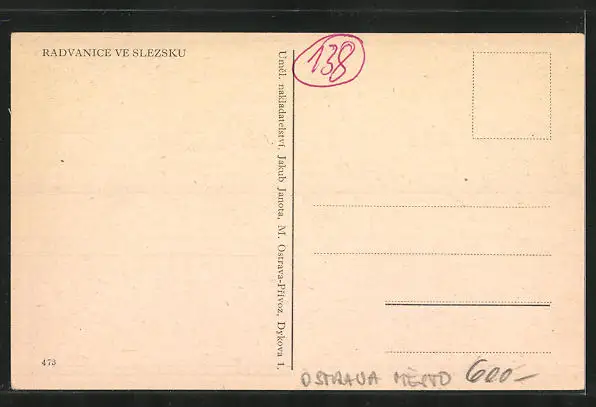 RADVANICE VE SLEZSKU
138
Uměl. nakladatelství, Jakub Janota, M. Ostrava-Přívoz, Dykova 1,
473
OSTRAVA MĚSTO 600-